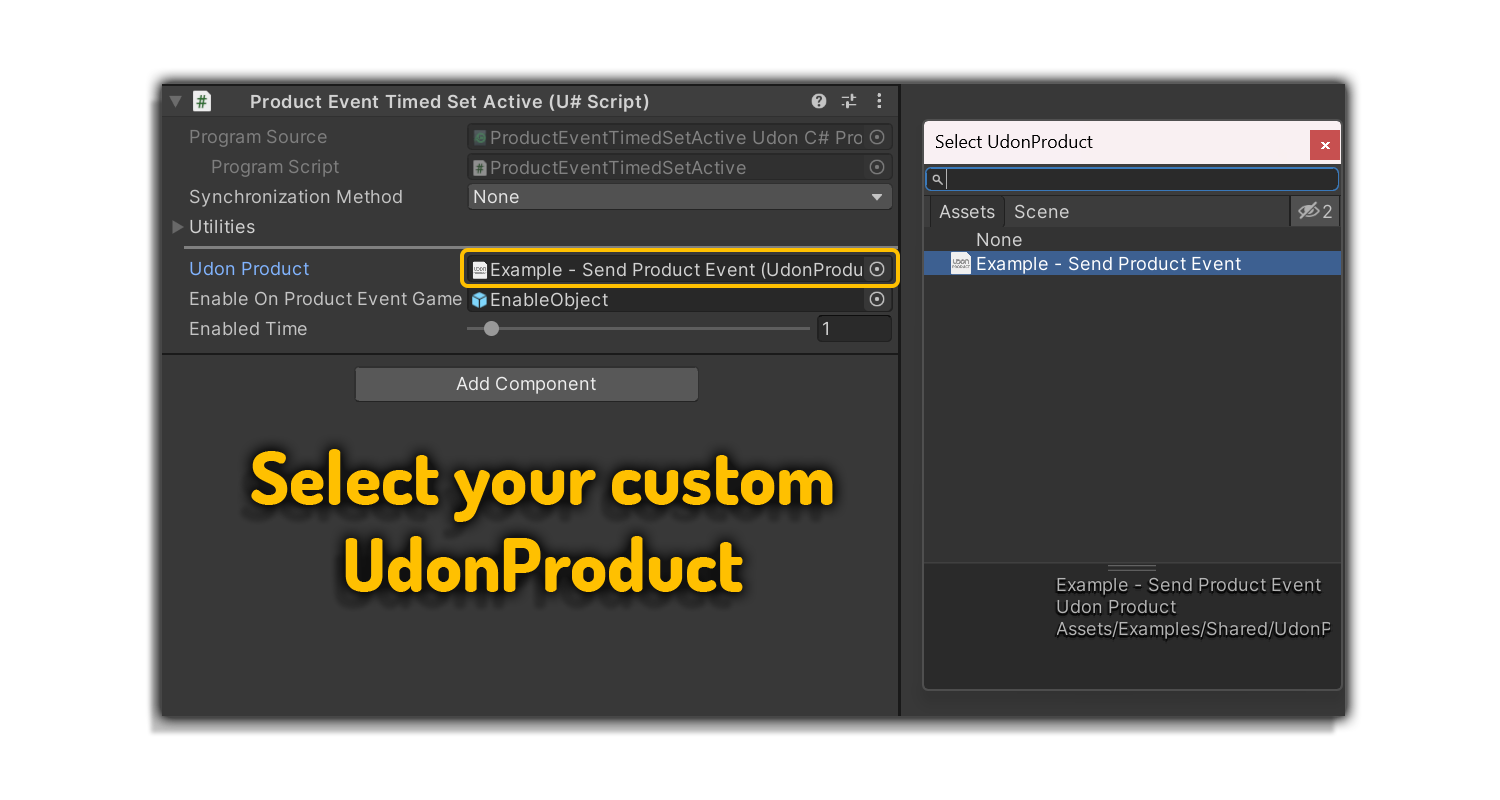 Product Event Timed Set Active (U# Script)
Program Source
ProductEventTimedSetActive Udon C# Pro
Program Script
ProductEventTimedSetActive
Synchronization Method
None
Utilities
Udon Product
Example - Send Product Event (UdonProdu
Enable On Product Event Game
EnableObject
Enabled Time
1
Add Component
Select your custom
UdonProduct
Select UdonProduct
Assets
Scene
2
None
Example - Send Product Event
Example - Send Product Event
Udon Product
Assets/Examples/Shared/UdonP